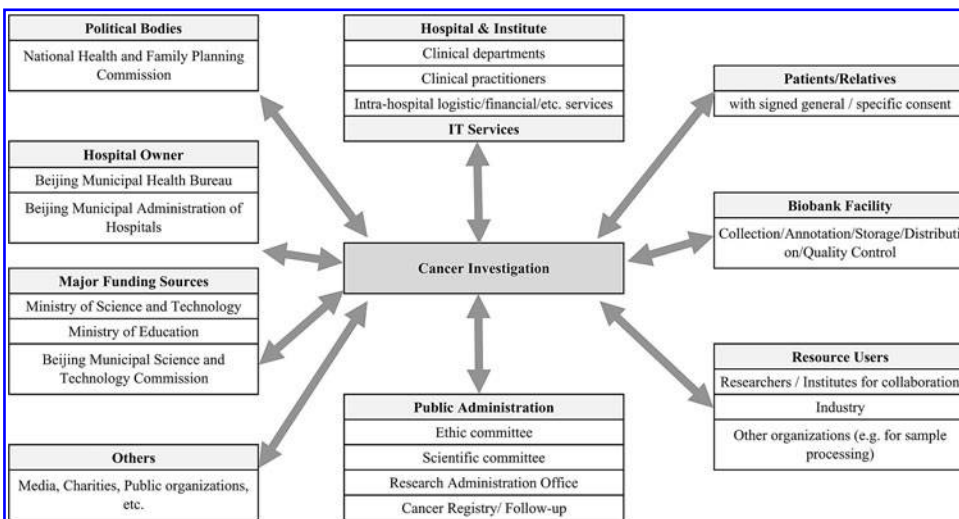 Political Bodies
National Health and Family Planning
Commission
Hospital Owner
Beijing Municipal Health Bureau
Beijing Municipal Administration of
Hospitals
Major Funding Sources
Ministry of Science and Technology
Ministry of Education
Beijing Municipal Science and
Technology Commission
Others
Media, Charities, Public organizations,
etc.
Hospital & Institute
Clinical departments
Clinical practitioners
Intra-hospital logistic/financial/etc. services
IT Services
Cancer Investigation
Public Administration
Ethic committee
Scientific committee
Research Administration Office
Cancer Registry/ Follow-up
Patients/Relatives
with signed general / specific consent
Biobank Facility
Collection/Annotation/Storage/Distributi
on/Quality Control
Resource Users
Researchers / Institutes for collaboration
Industry
Other organizations (e.g. for sample
processing)